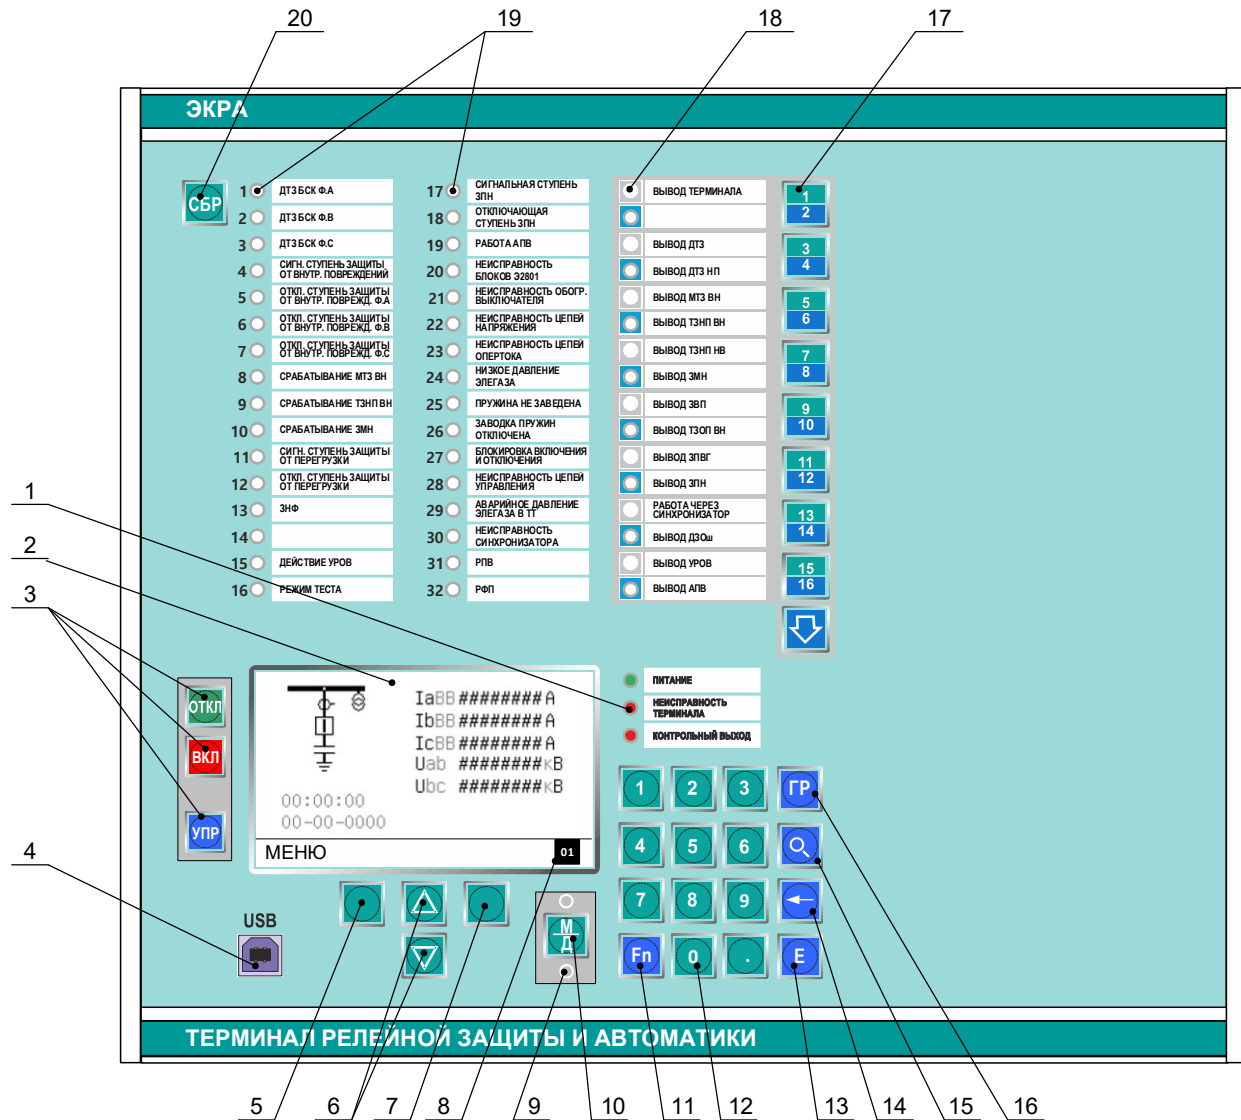 20
19
18
17
ЭКРА
СБР
1 ДТЗ БСК Ф.А
2 ДТЗ БСК Ф.В
3 ДТЗ БСК Ф.С
4 СИГН. СТУПЕНЬ ЗАЩИТЫ
ОТ ВНУТР. ПОВРЕЖДЕНИЙ
5 ОТКЛ. СТУПЕНЬ ЗАЩИТЫ
ОТ ВНУТР. ПОВРЕЖД. Ф.А
6 ОТКЛ. СТУПЕНЬ ЗАЩИТЫ
ОТ ВНУТР. ПОВРЕЖД. Ф.В
7 ОТКЛ. СТУПЕНЬ ЗАЩИТЫ
ОТ ВНУТР. ПОВРЕЖД. Ф.С
8 СРАБАТЫВАНИЕ МТЗ ВН
9 СРАБАТЫВАНИЕ ТЗНП ВН
10 СРАБАТЫВАНИЕ ЗМН
11 СИГН. СТУПЕНЬ ЗАЩИТЫ
ОТ ПЕРЕГРУЗКИ
12 ОТКЛ. СТУПЕНЬ ЗАЩИТЫ
ОТ ПЕРЕГРУЗКИ
13 ЗНФ
14
15 ДЕЙСТВИЕ УРОВ
16 РЕЖИМ ТЕСТА
17 СИГНАЛЬНАЯ СТУПЕНЬ
ЗПН
18 ОТКЛЮЧАЮЩАЯ
СТУПЕНЬ ЗПН
19 РАБОТА АПВ
20 НЕИСПРАВНОСТЬ
БЛОКОВ Э2801
21 НЕИСПРАВНОСТЬ ОБОГР.
ВЫКЛЮЧАТЕЛЯ
22 НЕИСПРАВНОСТЬ ЦЕПЕЙ
НАПРЯЖЕНИЯ
23 НЕИСПРАВНОСТЬ ЦЕПЕЙ
ОПЕРТОКА
24 НИЗКОЕ ДАВЛЕНИЕ
ЭЛЕГАЗА
25 ПРУЖИНА НЕ ЗАВЕДЕНА
26 ЗАВОДКА ПРУЖИН
ОТКЛЮЧЕНА
27 БЛОКИРОВКА ВКЛЮЧЕНИЯ
И ОТКЛЮЧЕНИЯ
28 НЕИСПРАВНОСТЬ ЦЕПЕЙ
УПРАВЛЕНИЯ
29 АВАРИЙНОЕ ДАВЛЕНИЕ
ЭЛЕГАЗА В ТТ
30 НЕИСПРАВНОСТЬ
СИНХРОНИЗАТОРА
31 РПВ
32 РФП
ВЫВОД ТЕРМИНАЛА
ВЫВОД ДТЗ
ВЫВОД ДТЗ НП
ВЫВОД МТЗ ВН
ВЫВОД ТЗНП ВН
ВЫВОД ТЗНП НВ
ВЫВОД ЗМН
ВЫВОД ЗВП
ВЫВОД ТЗОП ВН
ВЫВОД ЗПВГ
ВЫВОД ЗПН
РАБОТА ЧЕРЕЗ
СИНХРОНИЗАТОР
ВЫВОД ДЗОш
ВЫВОД УРОВ
ВЫВОД АПВ
1
2
3
4
5
6
7
8
9
10
11
12
13
14
15
16
1
2
3
4
ОТКЛ
ВКЛ
УПР
IaBB ######## A
IbBB ######## A
IcBB ######## A
Uab ######## кВ
Ubc ######## кВ
00:00:00
00-00-0000
МЕНЮ 01
ПИТАНИЕ
НЕИСПРАВНОСТЬ
ТЕРМИНАЛА
КОНТРОЛЬНЫЙ ВЫХОД
1 2 3 ГР
4 5 6
7 8 9
Fn 0 . E
М
Д
USB
ТЕРМИНАЛ РЕЛЕЙНОЙ ЗАЩИТЫ И АВТОМАТИКИ
5 6 7 8 9 10 11 12 13 14 15 16